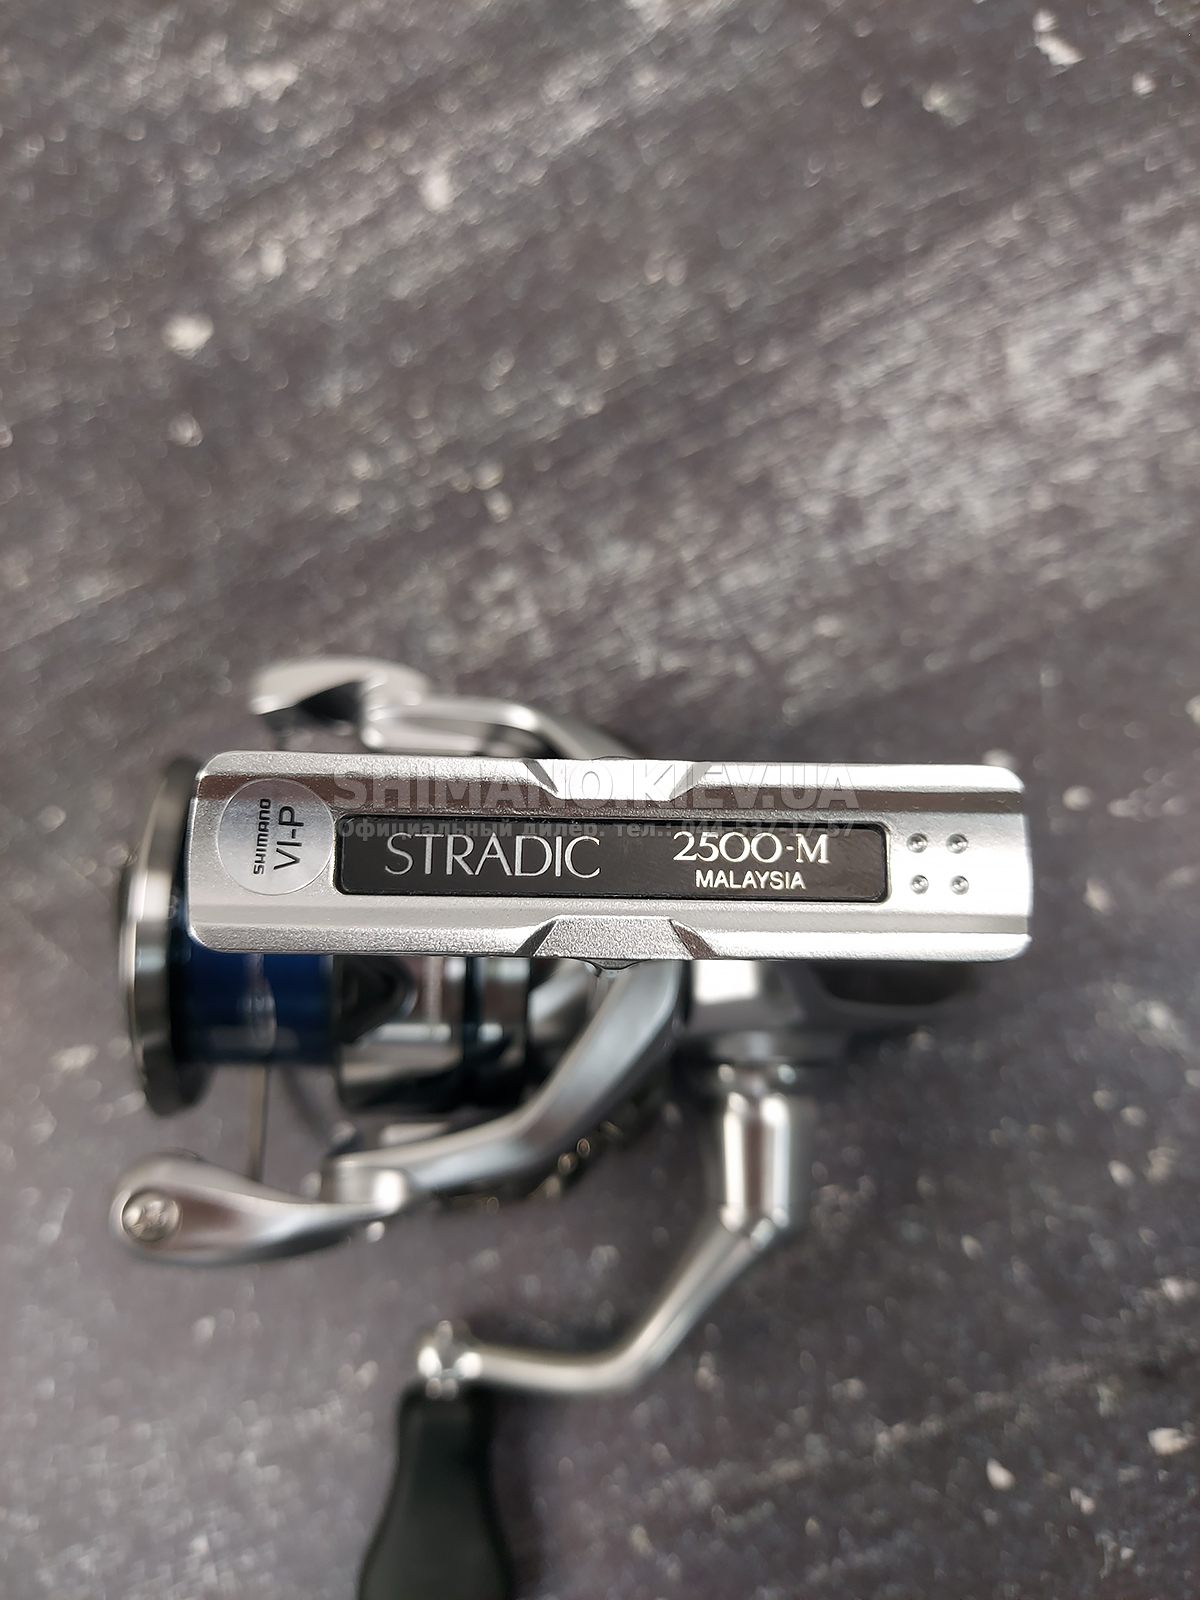 SHIMANO.KIEV.UA
Официальный дилер. тел.:
SHIMANO
VI-P
STRADIC 2500-M
MALAYSIA